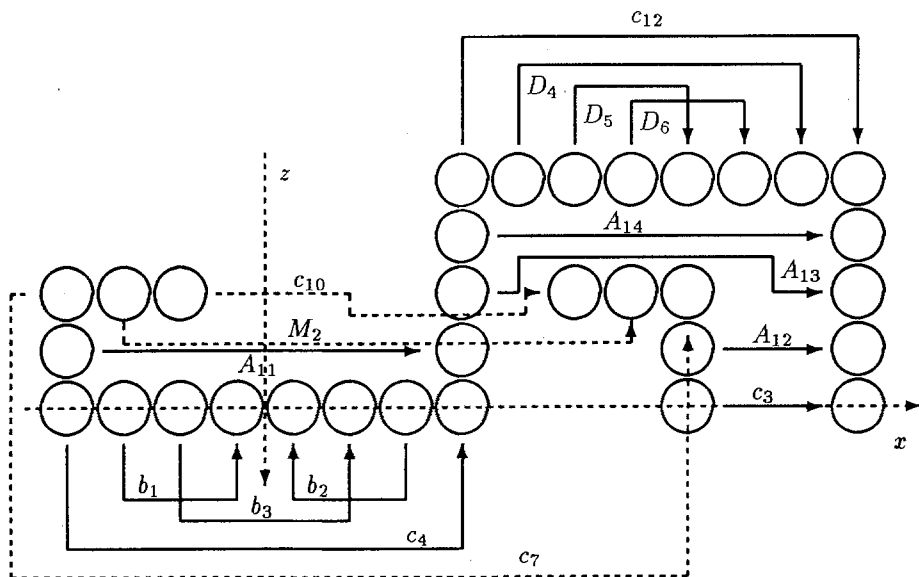 c₁₂
D₄
D₅ D₆
z
A₁₄
c₁₀ A₁₃
M₂ A₁₂
A₁₁
c₃
x
b₁ b₂
b₃
c₄
c₇